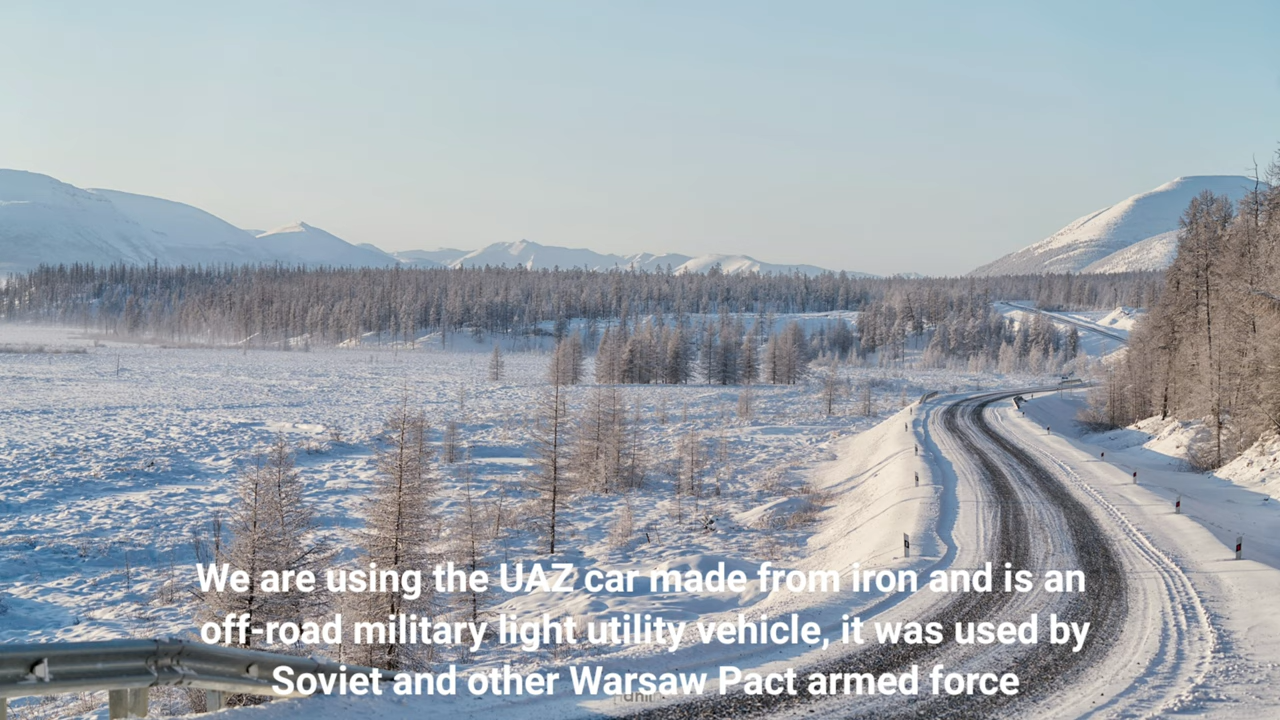 We are using the UAZ car made from iron and is an
off-road military light utility vehicle, it was used by
Soviet and other Warsaw Pact armed force